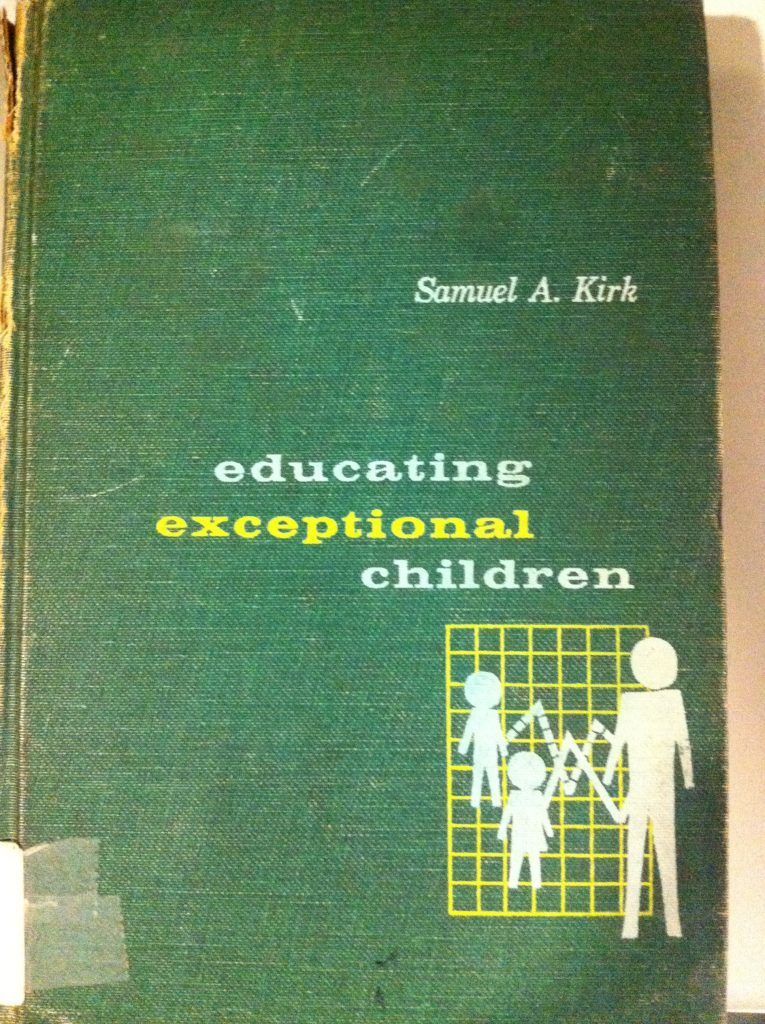 Samuel A. Kirk
educating
exceptional
children